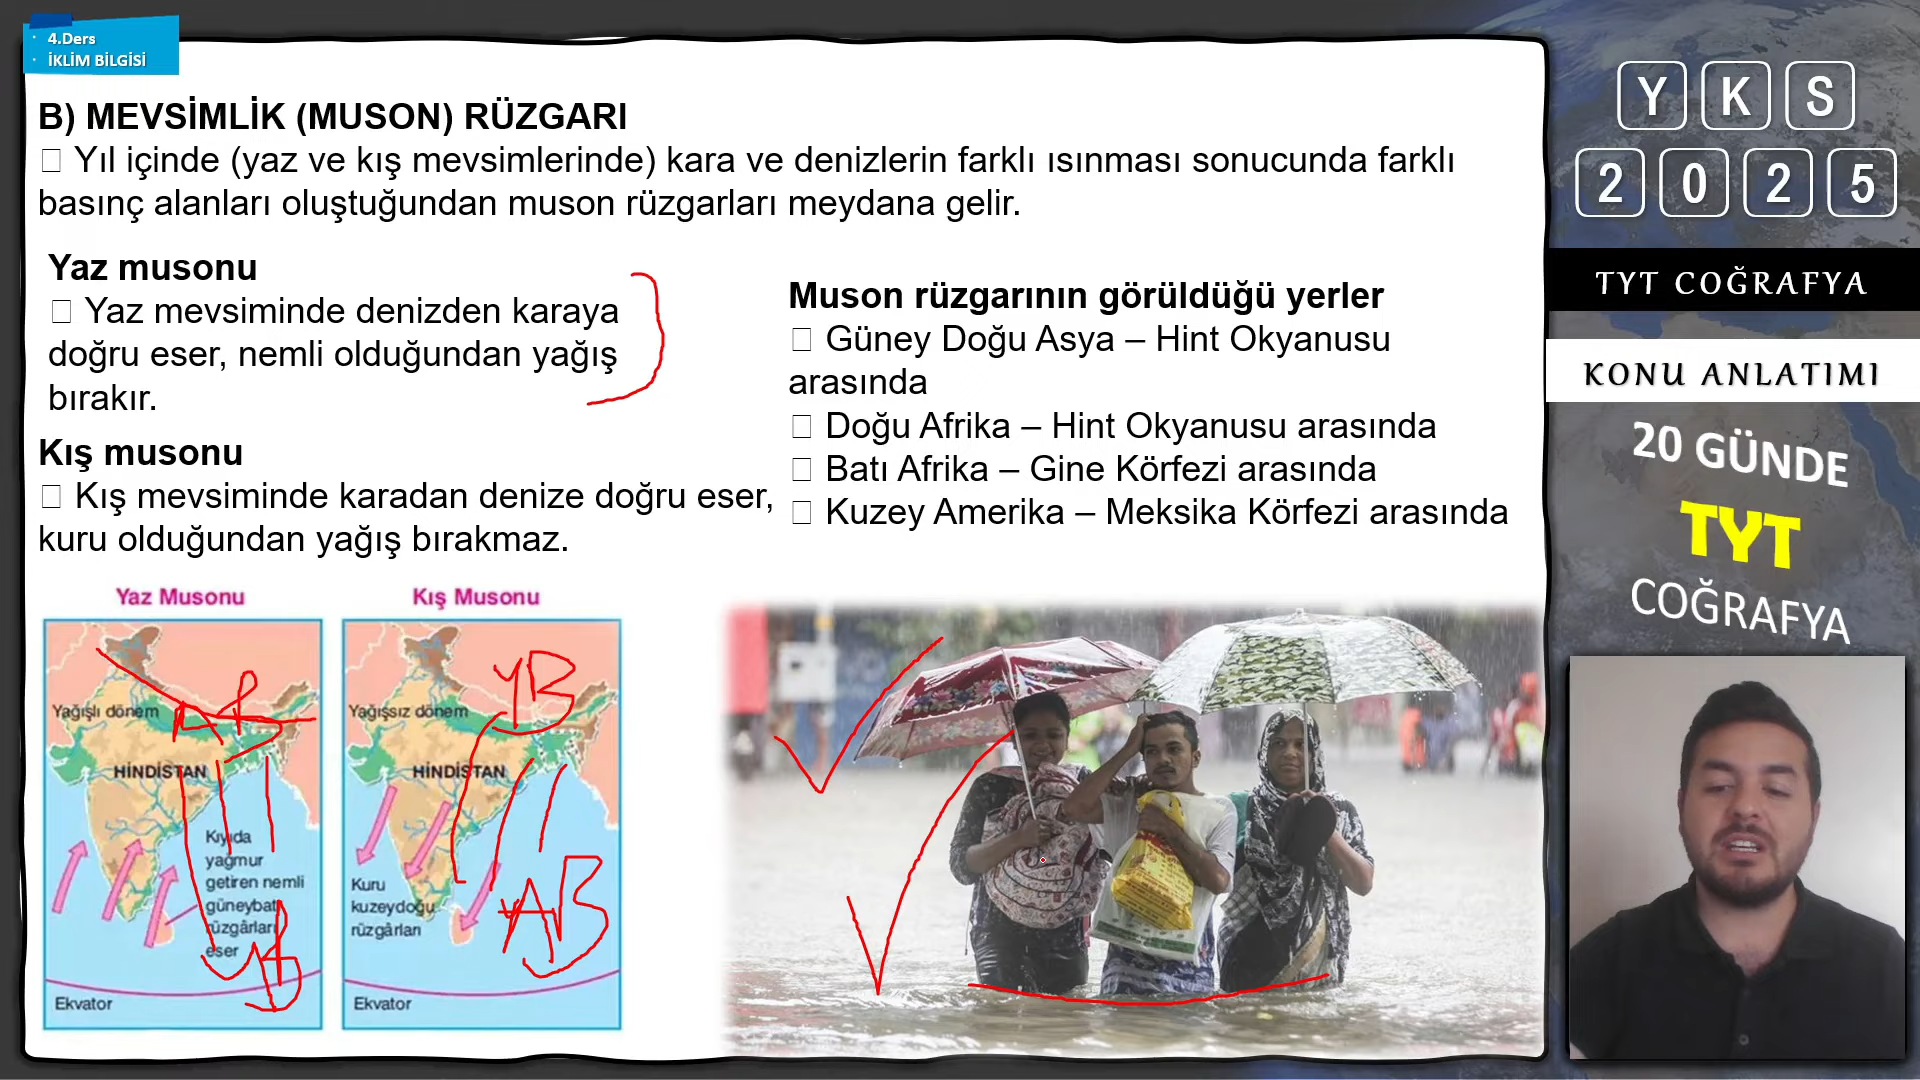 4.Ders
İKLİM BİLGİSİ
B) MEVSİMLİK (MUSON) RÜZGARI
Yıl içinde (yaz ve kış mevsimlerinde) kara ve denizlerin farklı ısınması sonucunda farklı
basınç alanları oluştuğundan muson rüzgarları meydana gelir.
Yaz musonu
Yaz mevsiminde denizden karaya
doğru eser, nemli olduğundan yağış
bırakır.
Kış musonu
Kış mevsiminde karadan denize doğru eser,
kuru olduğundan yağış bırakmaz.
Muson rüzgarının görüldüğü yerler
Güney Doğu Asya – Hint Okyanusu
arasında
Doğu Afrika – Hint Okyanusu arasında
Batı Afrika – Gine Körfezi arasında
Kuzey Amerika – Meksika Körfezi arasında
Yaz Musonu
Yağışlı dönem
AB
HİNDİSTAN
Kıyıda
yağmur
getiren nemli
güneybatı
rüzgârları
eser
YB
Ekvator
Kış Musonu
YB
Yağışsız dönem
HİNDİSTAN
Kuru
kuzeydoğu
rüzgârları
AB
Ekvator
YKS
2025
TYT COĞRAFYA
KONU ANLATIMI
20 GÜNDE
TYT
COĞRAFYA